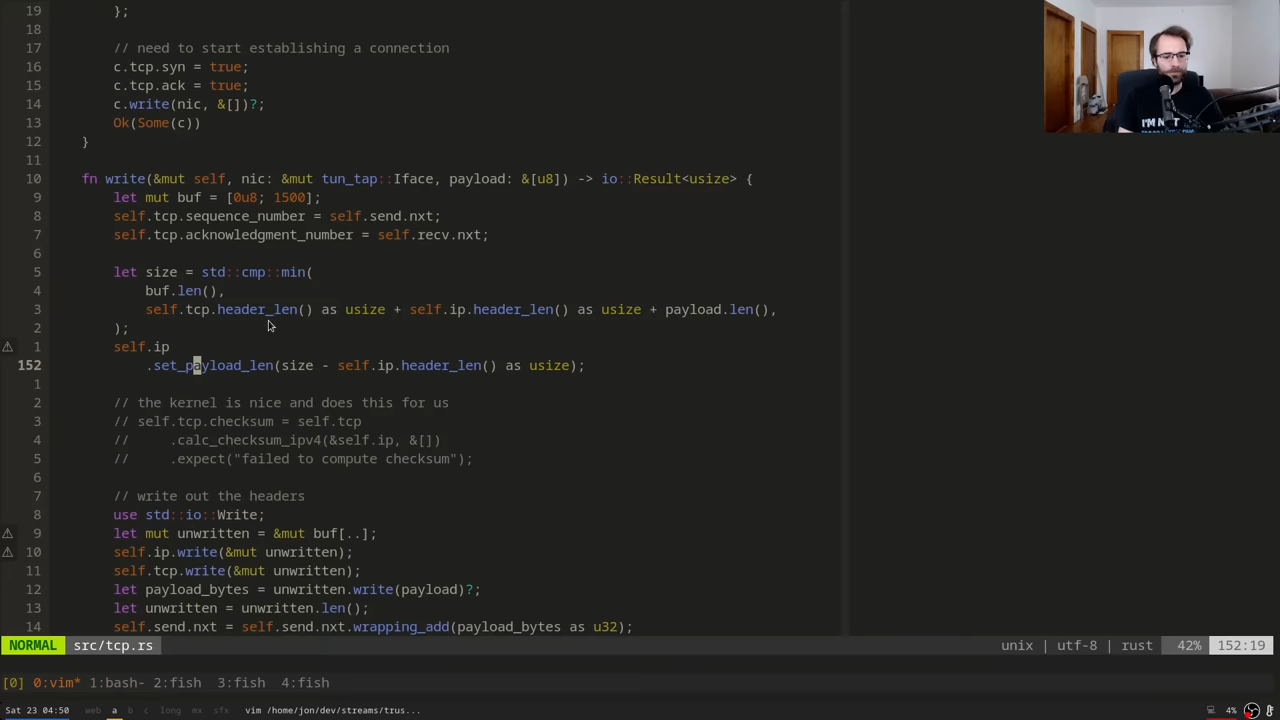 19        };
18
17        // need to start establishing a connection
16        c.tcp.syn = true;
15        c.tcp.ack = true;
14        c.write(nic, &[])?;
13        Ok(Some(c))
12    }
11
10    fn write(&mut self, nic: &mut tun_tap::Iface, payload: &[u8]) -> io::Result<usize> {
9        let mut buf = [0u8; 1500];
8        self.tcp.sequence_number = self.send.nxt;
7        self.tcp.acknowledgment_number = self.recv.nxt;
6
5        let size = std::cmp::min(
4            buf.len(),
3            self.tcp.header_len() as usize + self.ip.header_len() as usize + payload.len(),
2        );
⚠ 1        self.ip
152            .set_payload_len(size - self.ip.header_len() as usize);
1
2        // the kernel is nice and does this for us
3        // self.tcp.checksum = self.tcp
4        //     .calc_checksum_ipv4(&self.ip, &[])
5        //     .expect("failed to compute checksum");
6
7        // write out the headers
8        use std::io::Write;
⚠ 9        let mut unwritten = &mut buf[..];
⚠ 10        self.ip.write(&mut unwritten);
11        self.tcp.write(&mut unwritten);
12        let payload_bytes = unwritten.write(payload)?;
13        let unwritten = unwritten.len();
14        self.send.nxt = self.send.nxt.wrapping_add(payload_bytes as u32);
I'M NOT
NORMAL src/tcp.rs unix | utf-8 | rust 42% 152:19
[0] 0:vim* 1:bash- 2:fish 3:fish 4:fish
Sat 23 04:50 web a b c long mx sfx vim /home/jon/dev/streams/trus... 4%